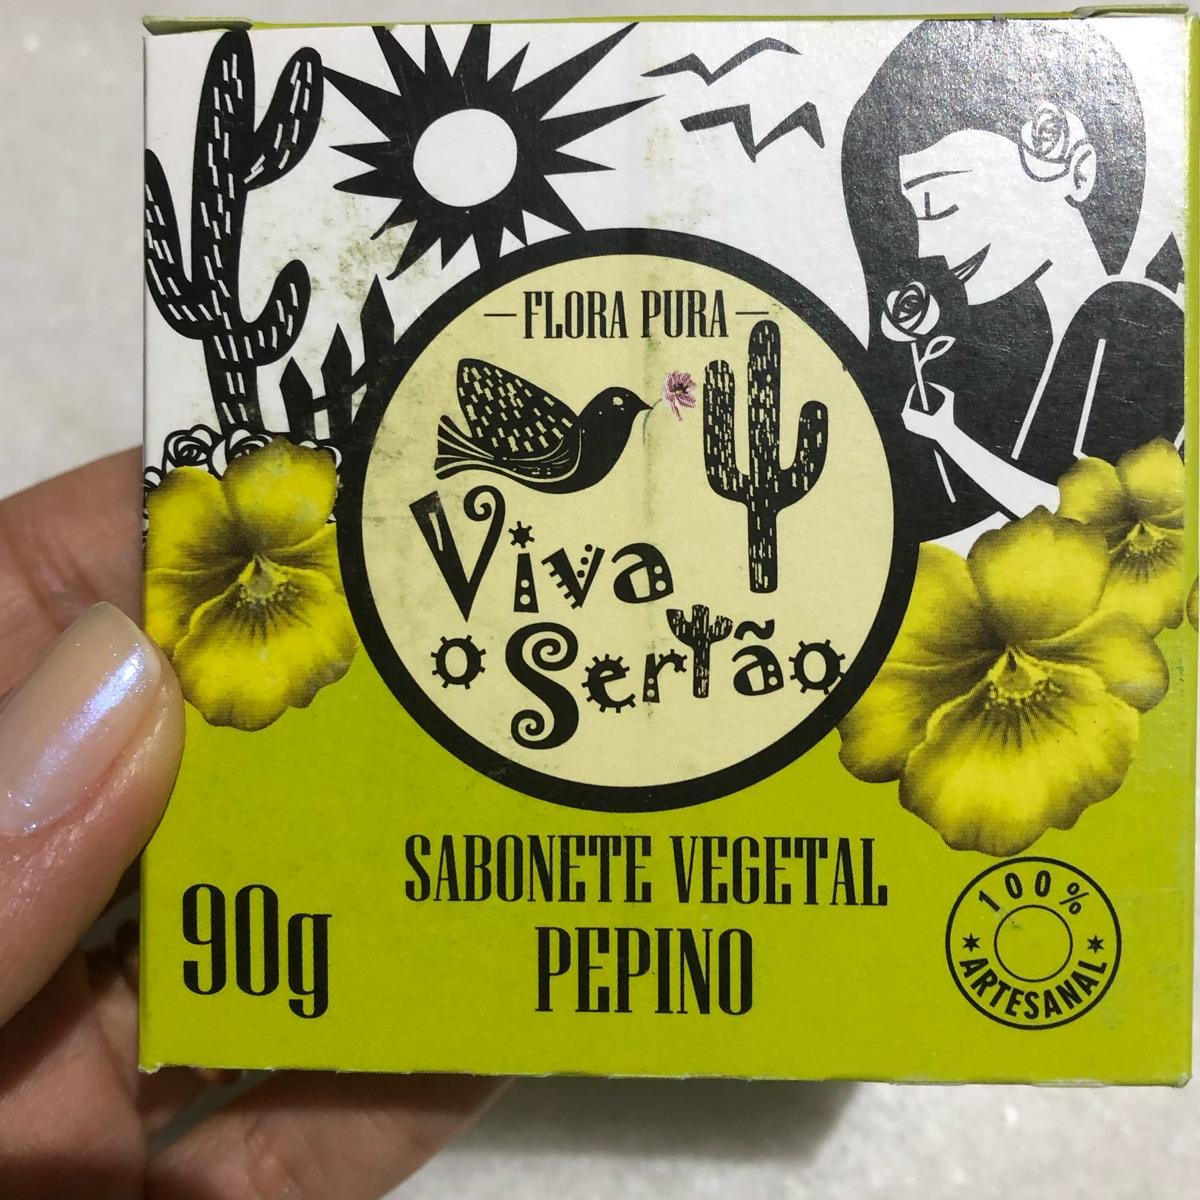 FLORA PURA
Viva
o Sertão
SABONETE VEGETAL
PEPINO
90g
100%
ARTESANAL